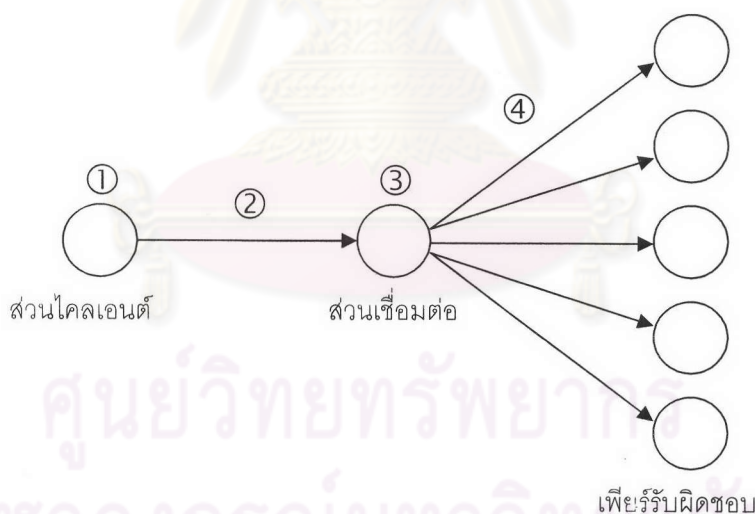 ④
① ② ③
ส่วนไคลเอนต์ ส่วนเชื่อมต่อ
ศูนย์วิทยทรัพยากร
เพียร์รับผิดชอบ